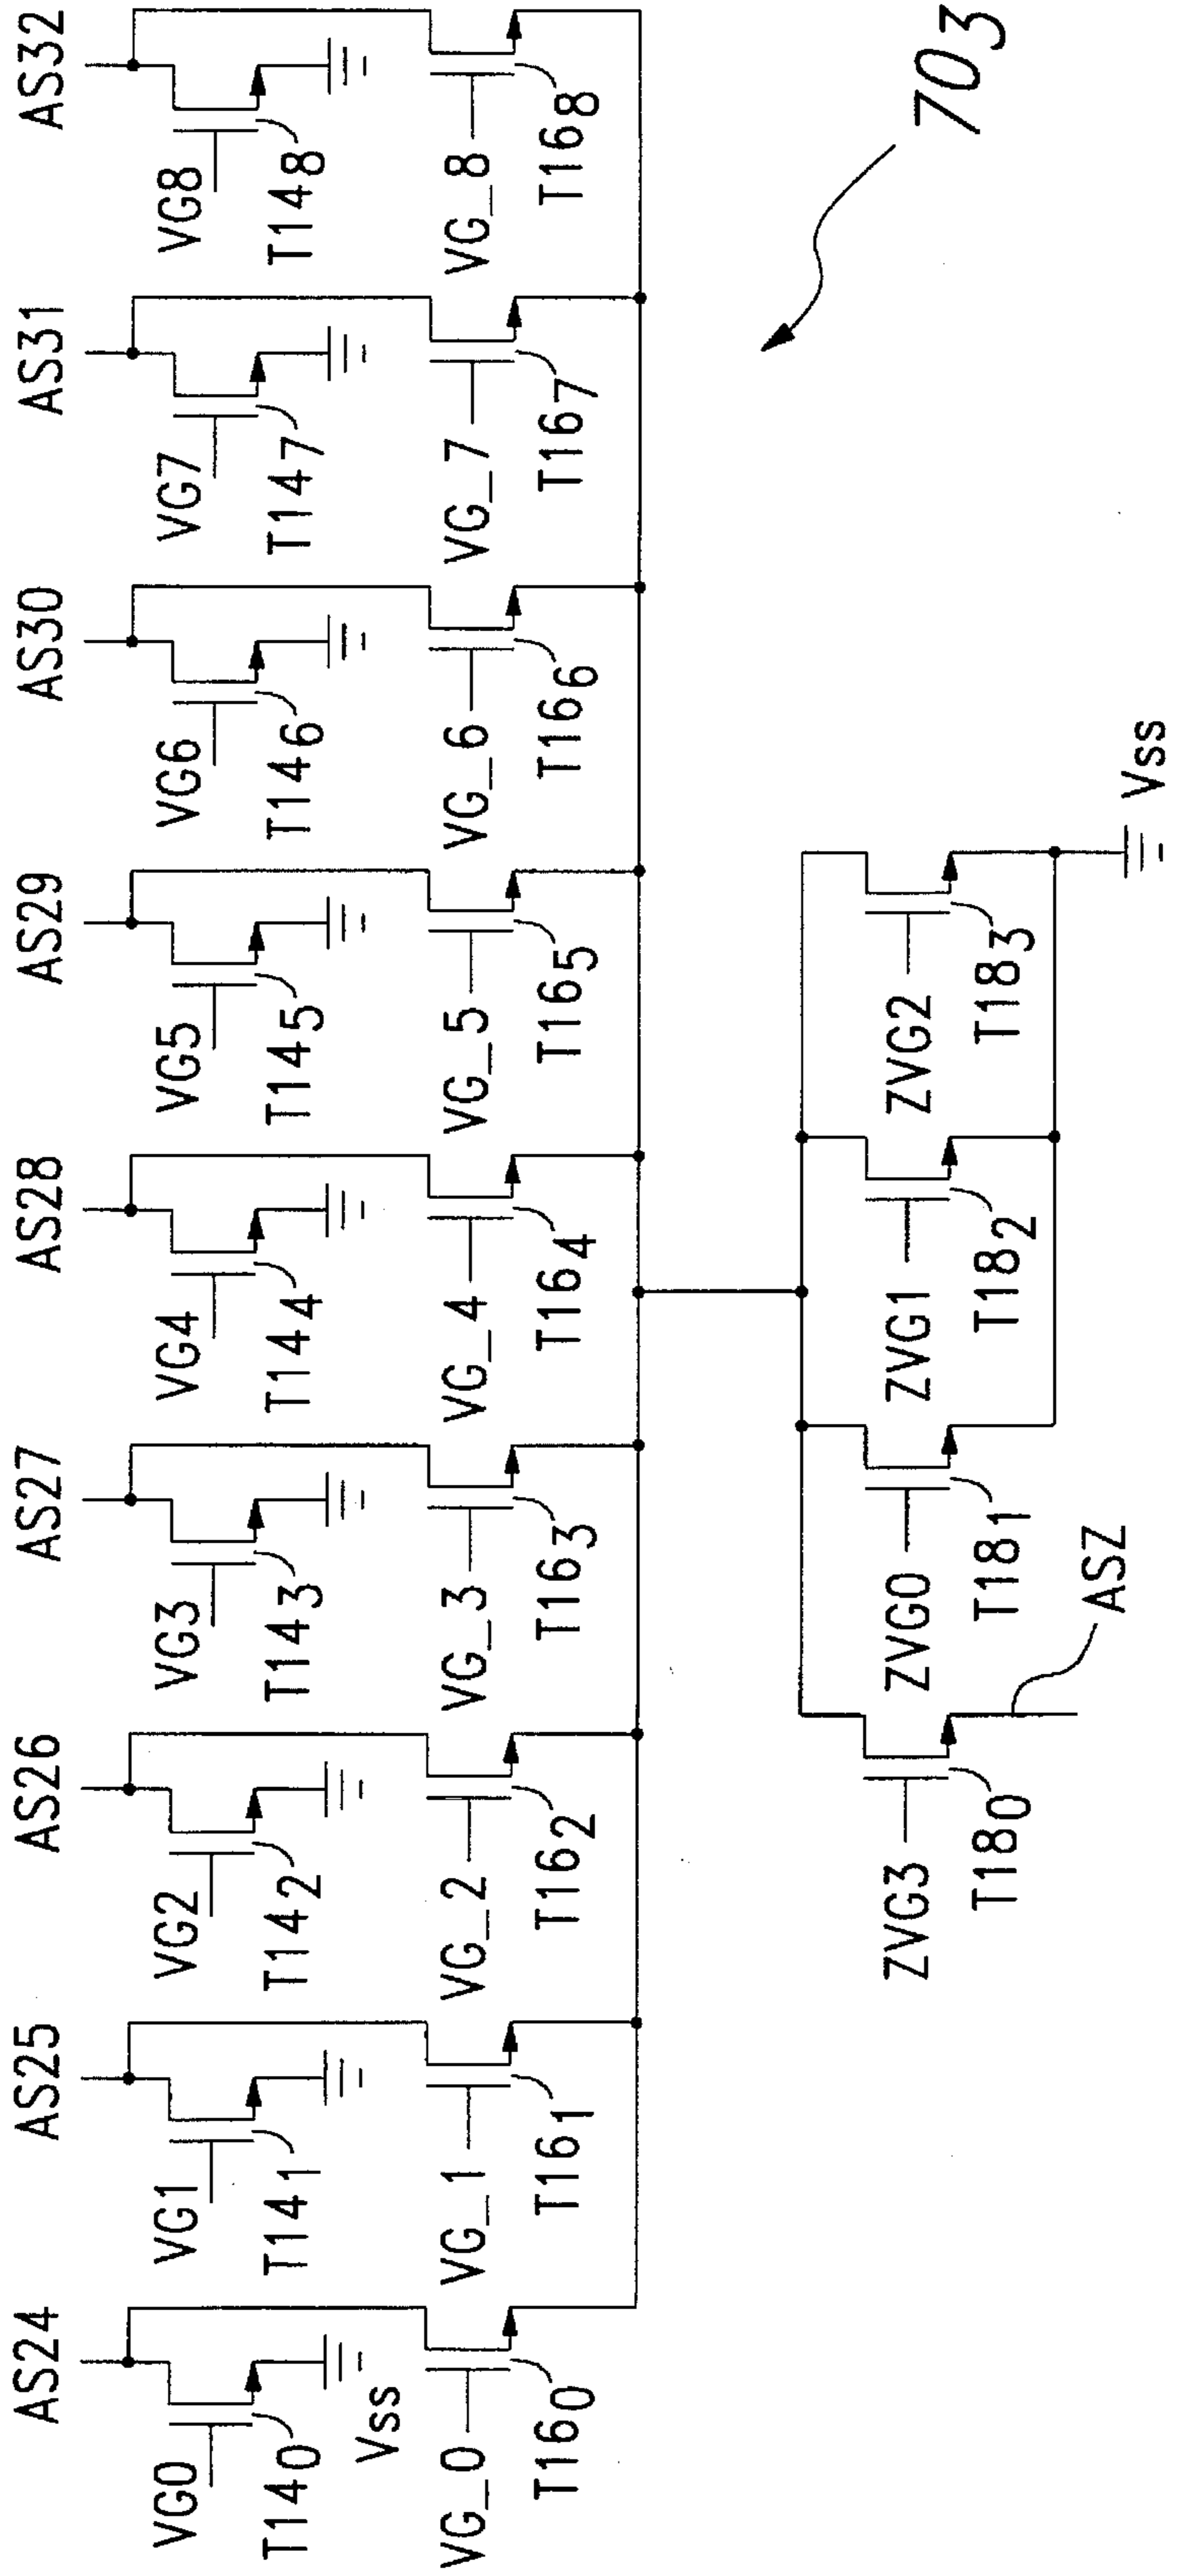 AS24 AS25 AS26 AS27 AS28 AS29 AS30 AS31 AS32
VG0 VG1 VG2 VG3 VG4 VG5 VG6 VG7 VG8
T14₀ T14₁ T14₂ T14₃ T14₄ T14₅ T14₆ T14₇ T14₈
Vss
VG_0 VG_1 VG_2 VG_3 VG_4 VG_5 VG_6 VG_7 VG_8
T16₀ T16₁ T16₂ T16₃ T16₄ T16₅ T16₆ T16₇ T16₈
ZVG3 ZVG0 ZVG1 ZVG2
T18₀ T18₁ T18₂ T18₃
ASZ
Vss
70₃